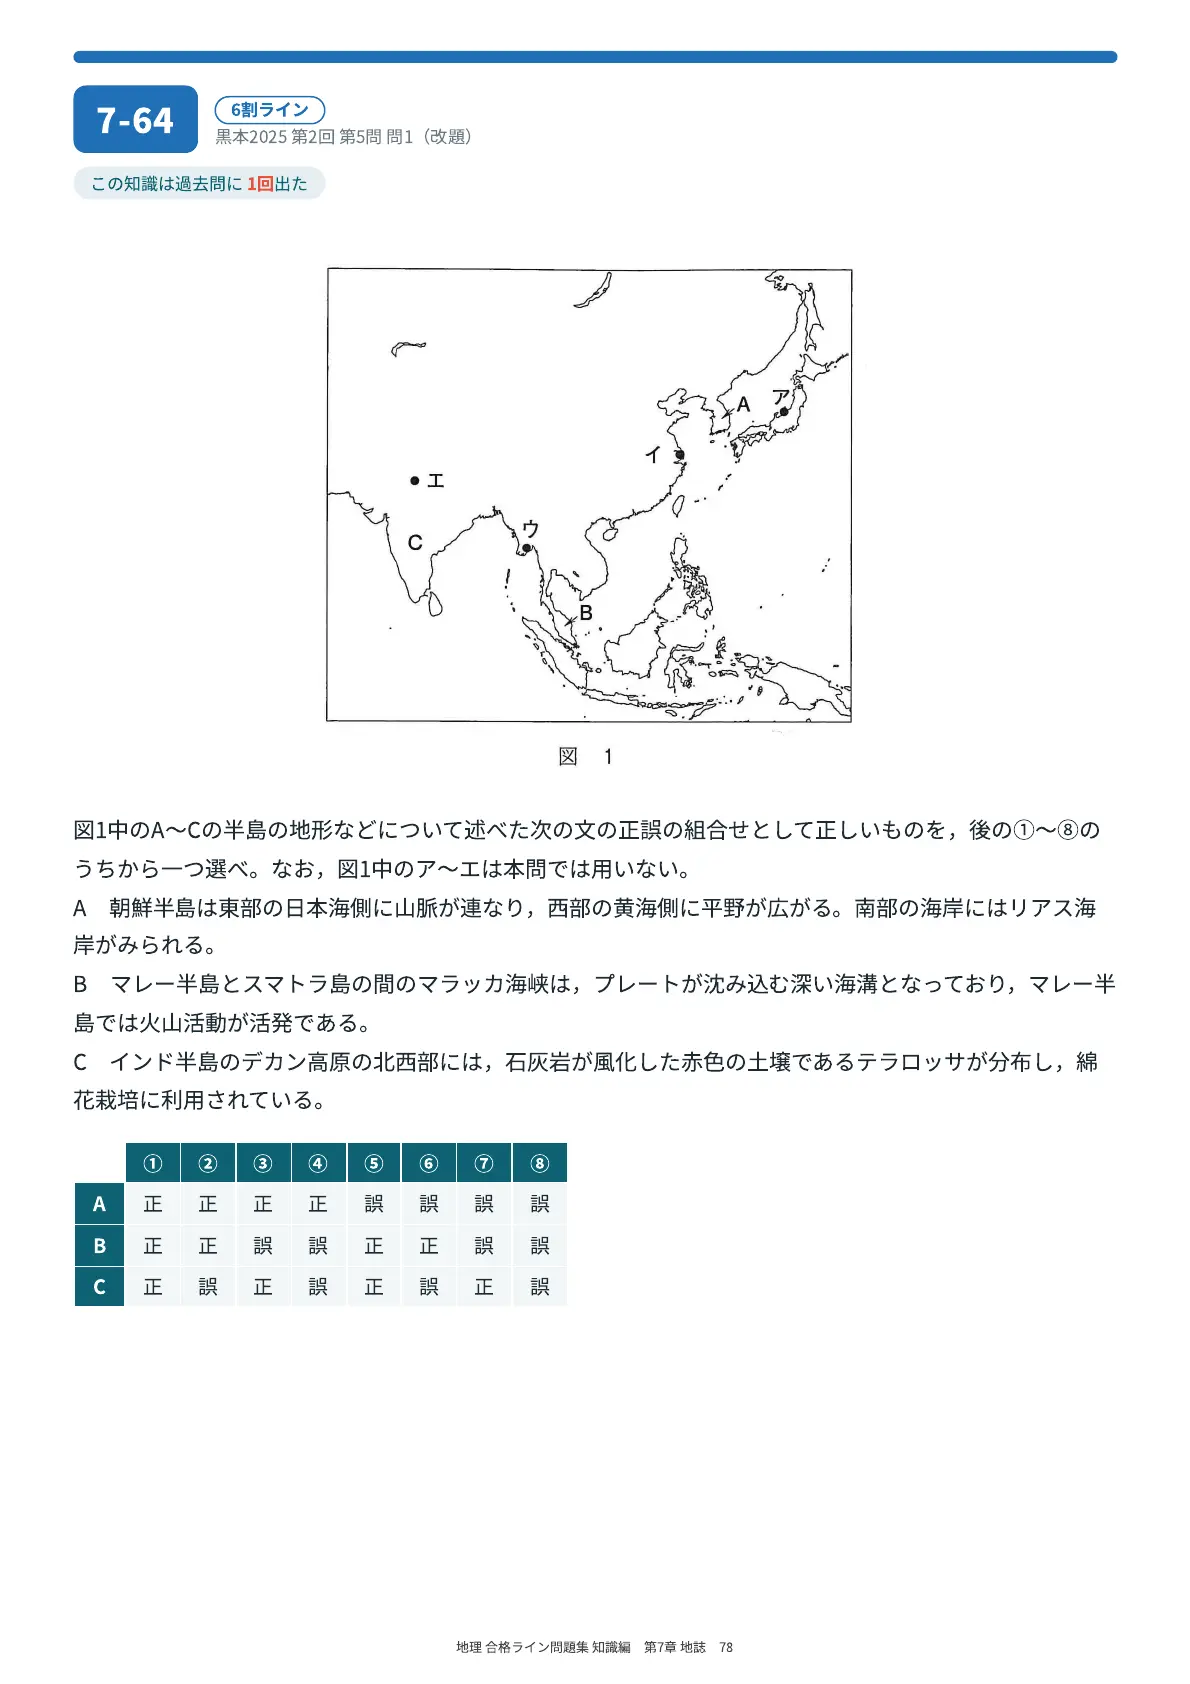 7-64
6割ライン
黒本2025 第2回 第5問 問1（改題）
この知識は過去問に 1回出た
A
ア
イ
エ
ウ
C
B
図 1
図1中のA～Cの半島の地形などについて述べた次の文の正誤の組合せとして正しいものを，後の①～⑧の
うちから一つ選べ。なお，図1中のア～エは本問では用いない。
A 朝鮮半島は東部の日本海側に山脈が連なり，西部の黄海側に平野が広がる。南部の海岸にはリアス海
岸がみられる。
B マレー半島とスマトラ島の間のマラッカ海峡は，プレートが沈み込む深い海溝となっており，マレー半
島では火山活動が活発である。
C インド半島のデカン高原の北西部には，石灰岩が風化した赤色の土壌であるテラロッサが分布し，綿
花栽培に利用されている。
① ② ③ ④ ⑤ ⑥ ⑦ ⑧
A 正 正 正 正 誤 誤 誤 誤
B 正 正 誤 誤 正 正 誤 誤
C 正 誤 正 誤 正 誤 正 誤
地理 合格ライン問題集 知識編 第7章 地誌 78